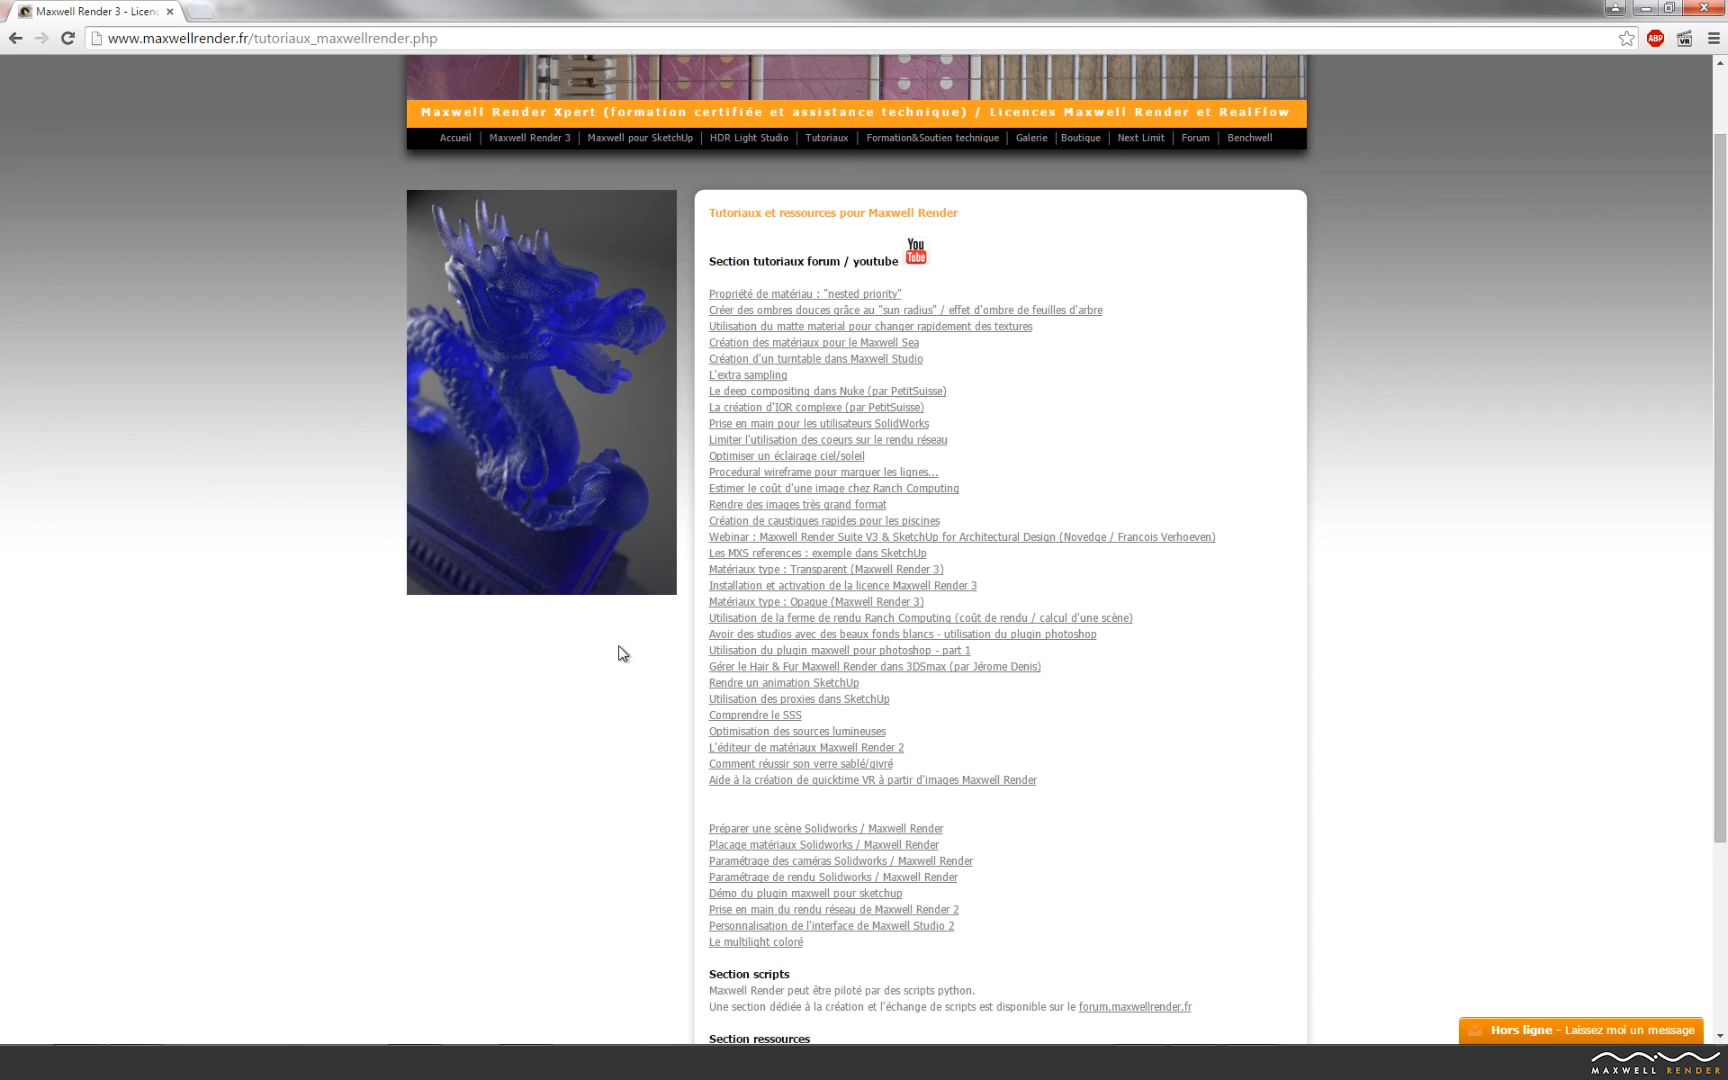 Maxwell Render 3 - Licenc
www.maxwellrender.fr/tutoriaux_maxwellrender.php
ABP
VR
Maxwell Render Xpert (formation certifiée et assistance technique) / Licences Maxwell Render et RealFlow
Accueil | Maxwell Render 3 | Maxwell pour SketchUp | HDR Light Studio | Tutoriaux | Formation&Soutien technique | Galerie | Boutique | Next Limit | Forum | Benchwell
Tutoriaux et ressources pour Maxwell Render
Section tutoriaux forum / youtube You Tube
Propriété de matériau : "nested priority"
Créer des ombres douces grâce au "sun radius" / effet d'ombre de feuilles d'arbre
Utilisation du matte material pour changer rapidement des textures
Création des matériaux pour le Maxwell Sea
Création d'un turntable dans Maxwell Studio
L'extra sampling
Le deep compositing dans Nuke (par PetitSuisse)
La création d'IOR complexe (par PetitSuisse)
Prise en main pour les utilisateurs SolidWorks
Limiter l'utilisation des coeurs sur le rendu réseau
Optimiser un éclairage ciel/soleil
Procedural wireframe pour marquer les lignes...
Estimer le coût d'une image chez Ranch Computing
Rendre des images très grand format
Création de caustiques rapides pour les piscines
Webinar : Maxwell Render Suite V3 & SketchUp for Architectural Design (Novedge / Francois Verhoeven)
Les MXS references : exemple dans SketchUp
Matériaux type : Transparent (Maxwell Render 3)
Installation et activation de la licence Maxwell Render 3
Matériaux type : Opaque (Maxwell Render 3)
Utilisation de la ferme de rendu Ranch Computing (coût de rendu / calcul d'une scène)
Avoir des studios avec des beaux fonds blancs - utilisation du plugin photoshop
Utilisation du plugin maxwell pour photoshop - part 1
Gérer le Hair & Fur Maxwell Render dans 3DSmax (par Jérome Denis)
Rendre un animation SketchUp
Utilisation des proxies dans SketchUp
Comprendre le SSS
Optimisation des sources lumineuses
L'éditeur de matériaux Maxwell Render 2
Comment réussir son verre sablé/givré
Aide à la création de quicktime VR à partir d'images Maxwell Render
Préparer une scène Solidworks / Maxwell Render
Placage matériaux Solidworks / Maxwell Render
Paramétrage des caméras Solidworks / Maxwell Render
Paramétrage de rendu Solidworks / Maxwell Render
Démo du plugin maxwell pour sketchup
Prise en main du rendu réseau de Maxwell Render 2
Personnalisation de l'interface de Maxwell Studio 2
Le multilight coloré
Section scripts
Maxwell Render peut être piloté par des scripts python.
Une section dédiée à la création et l'échange de scripts est disponible sur le forum.maxwellrender.fr
Section ressources
Hors ligne - Laissez moi un message
MAXWELL RENDER